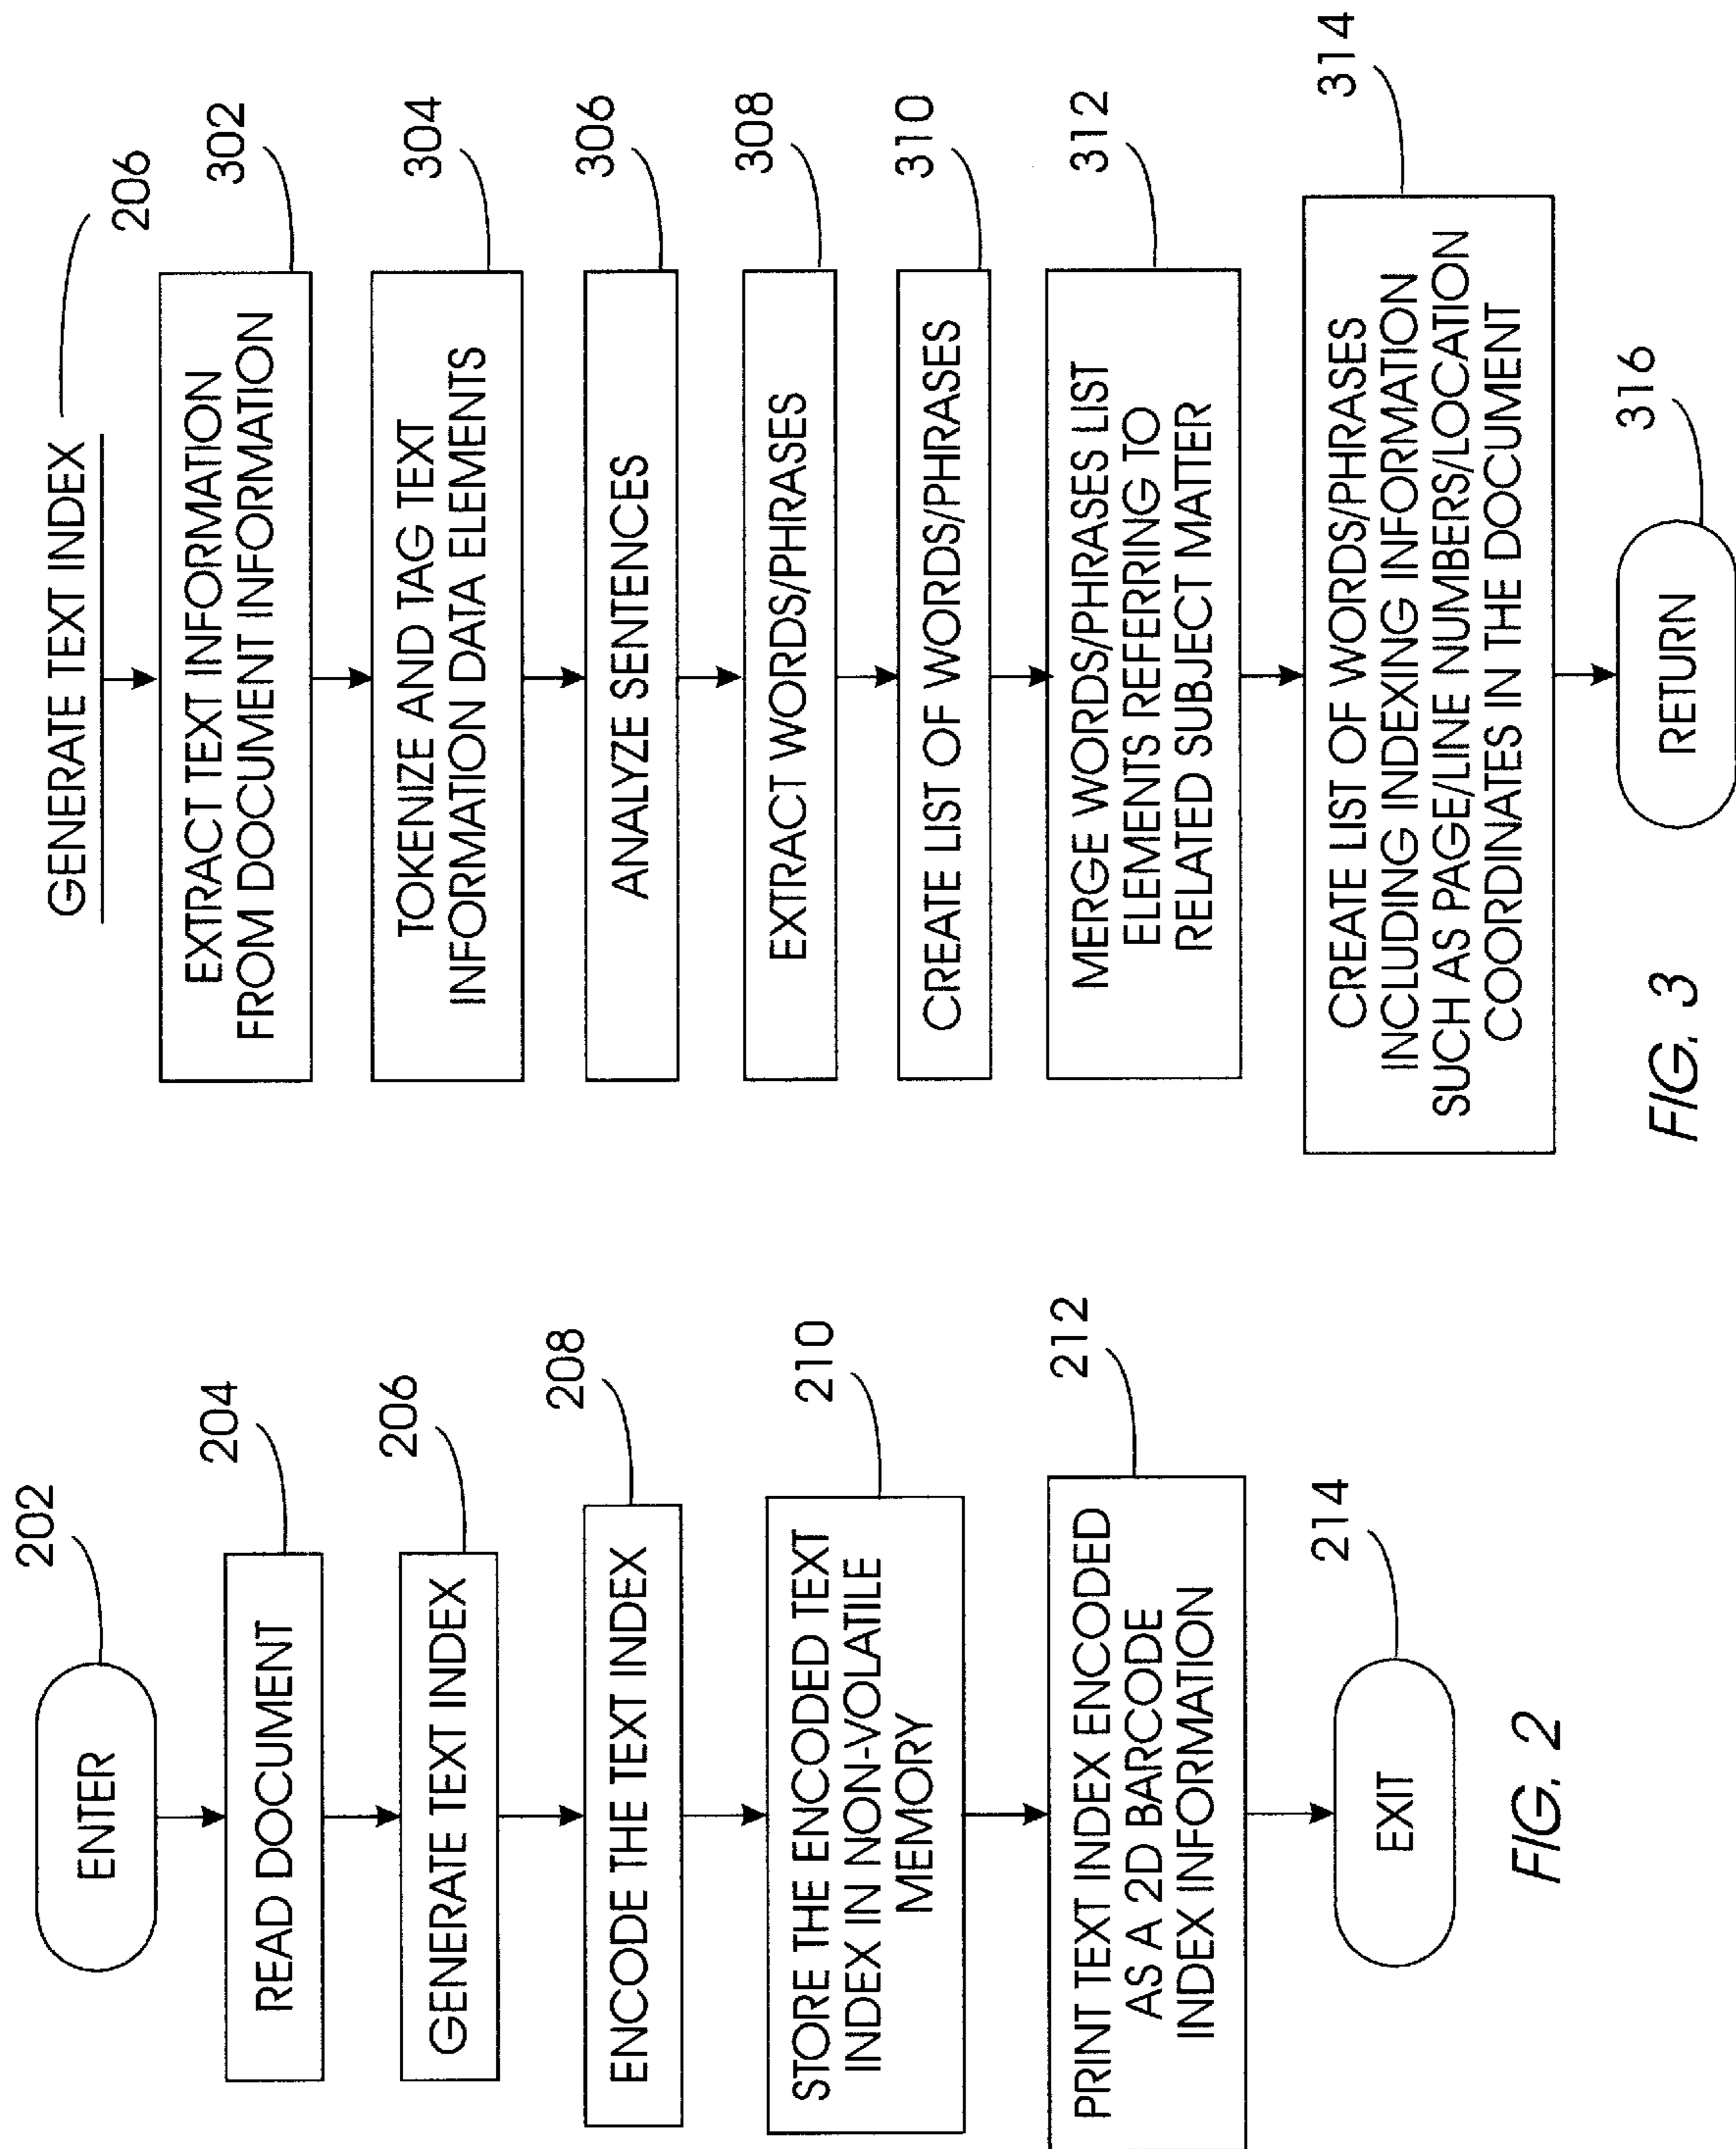 202
ENTER
204
READ DOCUMENT
206
GENERATE TEXT INDEX
208
ENCODE THE TEXT INDEX
210
STORE THE ENCODED TEXT
INDEX IN NON-VOLATILE
MEMORY
212
PRINT TEXT INDEX ENCODED
AS A 2D BARCODE
INDEX INFORMATION
214
EXIT
FIG. 2
GENERATE TEXT INDEX
206
302
EXTRACT TEXT INFORMATION
FROM DOCUMENT INFORMATION
304
TOKENIZE AND TAG TEXT
INFORMATION DATA ELEMENTS
306
ANALYZE SENTENCES
308
EXTRACT WORDS/PHRASES
310
CREATE LIST OF WORDS/PHRASES
312
MERGE WORDS/PHRASES LIST
ELEMENTS REFERRING TO
RELATED SUBJECT MATTER
314
CREATE LIST OF WORDS/PHRASES
INCLUDING INDEXING INFORMATION
SUCH AS PAGE/LINE NUMBERS/LOCATION
COORDINATES IN THE DOCUMENT
316
RETURN
FIG. 3